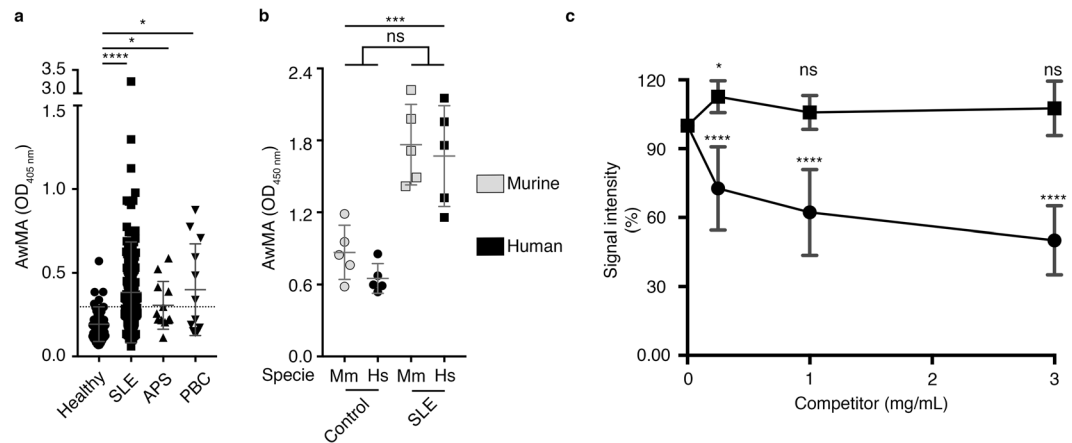 a
*
*
****
3.5
3.0
1.5
1.0
0.5
0.0
AwMA (OD405 nm)
Healthy
SLE
APS
PBC
b
***
ns
2.4
1.8
1.2
0.6
0.0
AwMA (OD450 nm)
Specie Mm Hs Mm Hs
Control
SLE
Murine
Human
c
120
90
60
30
0.00
Signal intensity
(%)
* ns ns
**** **** ****
0 1 2 3
Competitor (mg/mL)